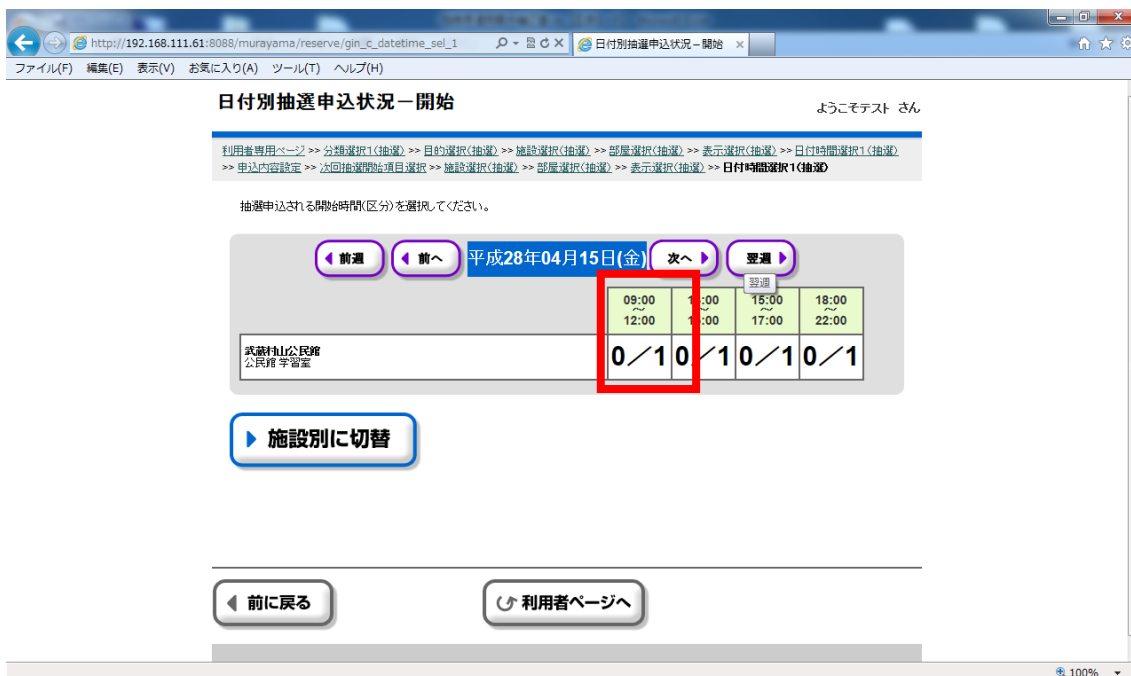 http://192.168.111.61:8088/murayama/reserve/gin_c_datetime_sel_1
日付別抽選申込状況－開始
ファイル(F) 編集(E) 表示(V) お気に入り(A) ツール(T) ヘルプ(H)
日付別抽選申込状況－開始
ようこそテスト さん
利用者専用ページ >> 分類選択1(抽選) >> 目的選択(抽選) >> 施設選択(抽選) >> 部屋選択(抽選) >> 表示選択(抽選) >> 日付時間選択1(抽選)
>> 申込内容設定 >> 次回抽選開始項目選択 >> 施設選択(抽選) >> 部屋選択(抽選) >> 表示選択(抽選) >> 日付時間選択1(抽選)
抽選申込される開始時間(区分)を選択してください。
前週 前へ 平成28年04月15日(金) 次へ 翌週
翌週
09:00 ～ 12:00
:00 ～ :00
15:00 ～ 17:00
18:00 ～ 22:00
武蔵村山公民館
公民館 学習室
0／1 0／1 0／1 0／1
施設別に切替
前に戻る
利用者ページへ
100%